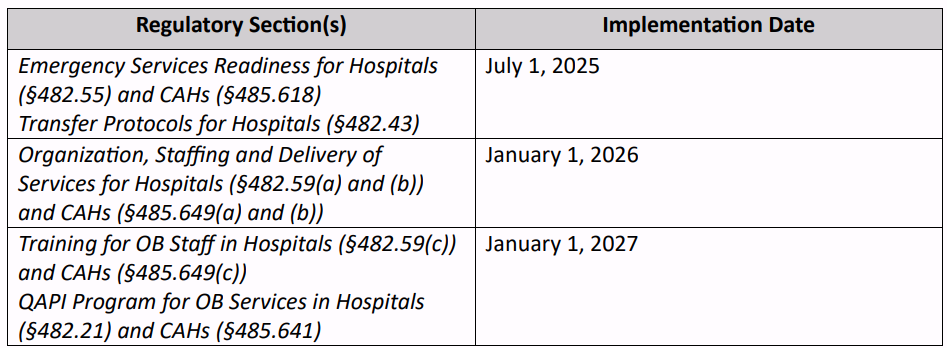 Regulatory Section(s)
Implementation Date
Emergency Services Readiness for Hospitals
(§482.55) and CAHs (§485.618)
Transfer Protocols for Hospitals (§482.43)
July 1, 2025
Organization, Staffing and Delivery of
Services for Hospitals (§482.59(a) and (b))
and CAHs (§485.649(a) and (b))
January 1, 2026
Training for OB Staff in Hospitals (§482.59(c))
and CAHs (§485.649(c))
QAPI Program for OB Services in Hospitals
(§482.21) and CAHs (§485.641)
January 1, 2027